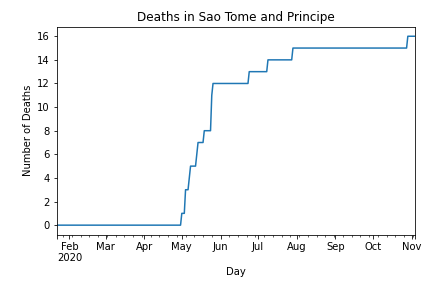 Deaths in Sao Tome and Principe
16
14
12
10
8
6
4
2
0
Number of Deaths
Feb Mar Apr May Jun Jul Aug Sep Oct Nov
2020
Day